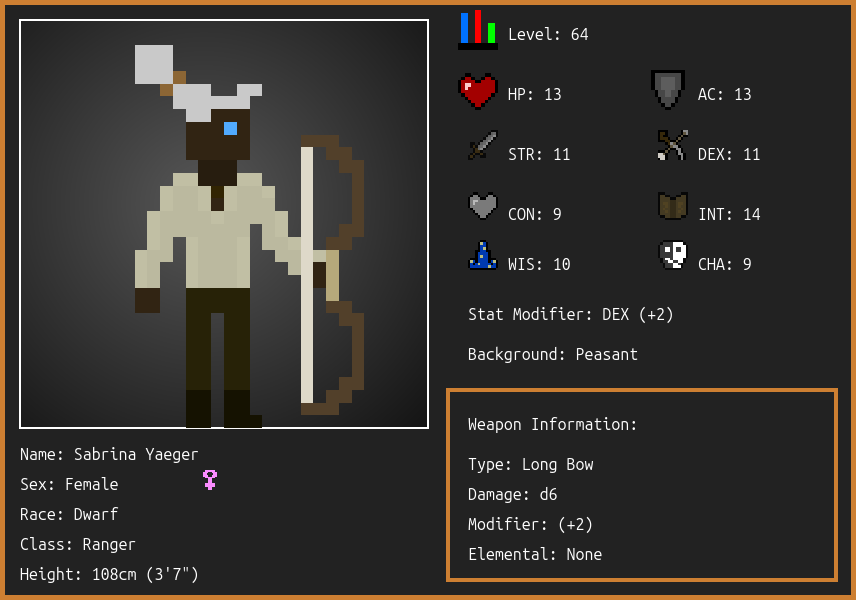 Level: 64
HP: 13
AC: 13
STR: 11
DEX: 11
CON: 9
INT: 14
WIS: 10
CHA: 9
Stat Modifier: DEX (+2)
Background: Peasant
Weapon Information:
Type: Long Bow
Damage: d6
Modifier: (+2)
Elemental: None
Name: Sabrina Yaeger
Sex: Female
Race: Dwarf
Class: Ranger
Height: 108cm (3'7")